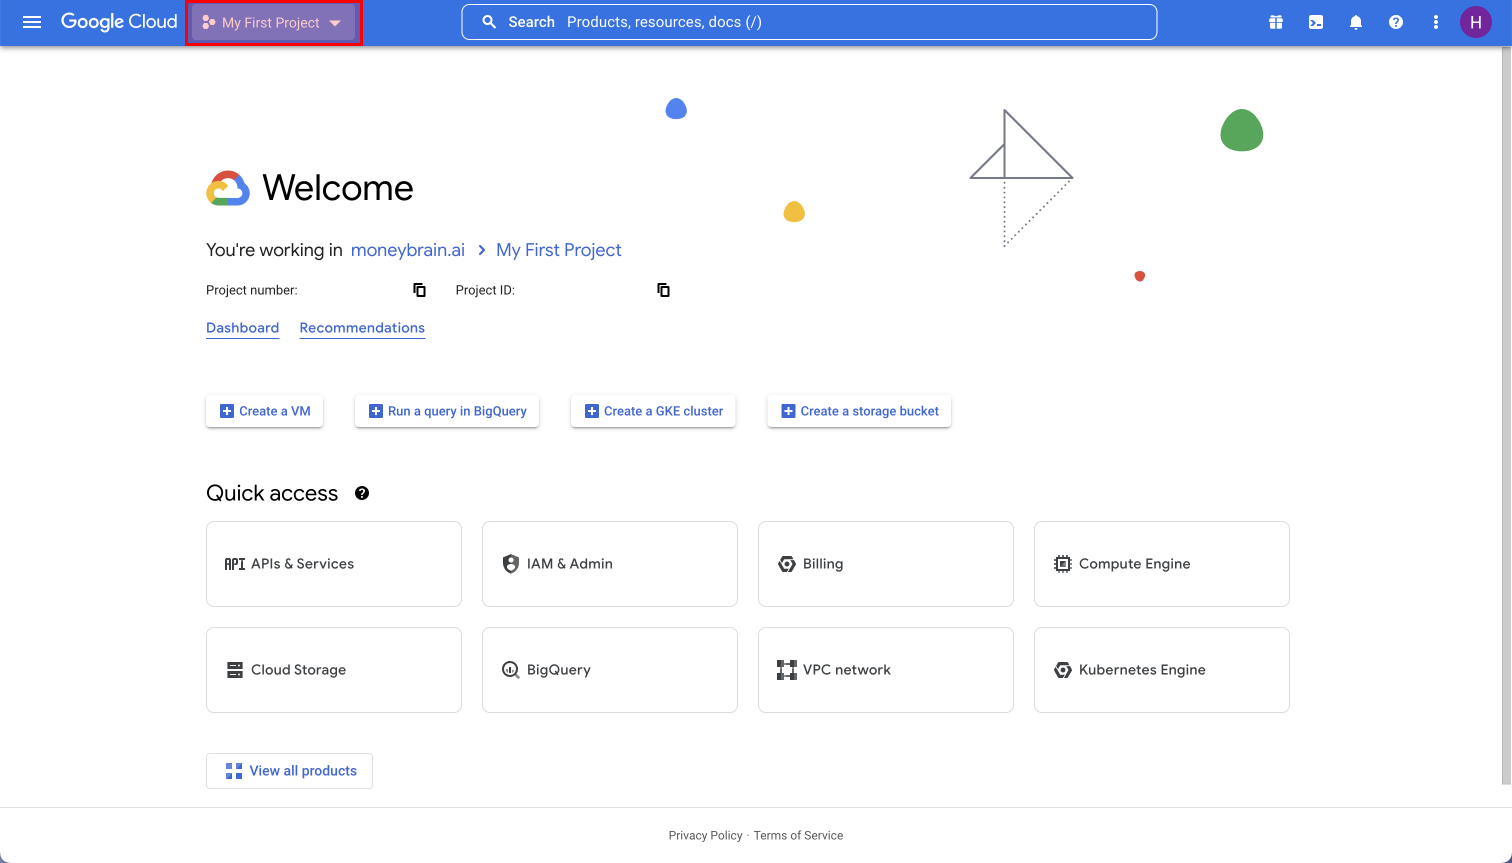 Google Cloud My First Project Search Products, resources, docs (/) H
Welcome
You're working in moneybrain.ai > My First Project
Project number: Project ID:
Dashboard Recommendations
Create a VM Run a query in BigQuery Create a GKE cluster Create a storage bucket
Quick access
API APIs & Services IAM & Admin Billing Compute Engine
Cloud Storage BigQuery VPC network Kubernetes Engine
View all products
Privacy Policy · Terms of Service